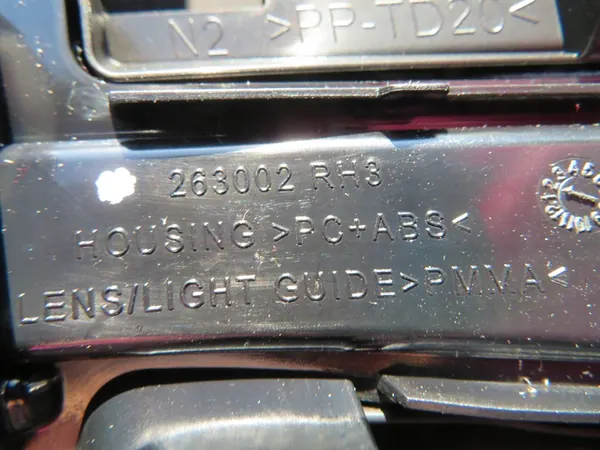 N2 >PP-TD20<
263002 RH3
HOUSING >PC+ABS<
LENS/LIGHT GUIDE>PMMA<